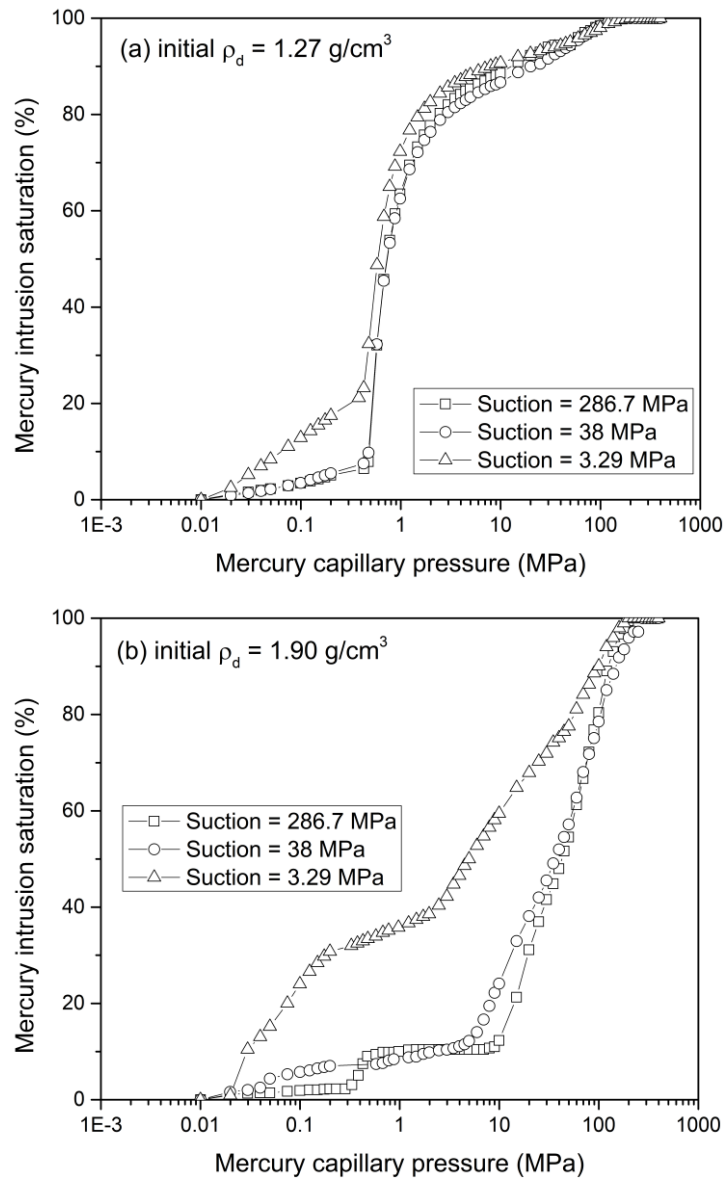 (a) initial ρd = 1.27 g/cm3
Mercury intrusion saturation (%)
100
80
60
40
20
0
Suction = 286.7 MPa
Suction = 38 MPa
Suction = 3.29 MPa
1E-3 0.01 0.1 1 10 100 1000
Mercury capillary pressure (MPa)
(b) initial ρd = 1.90 g/cm3
Mercury intrusion saturation (%)
100
80
60
40
20
0
Suction = 286.7 MPa
Suction = 38 MPa
Suction = 3.29 MPa
1E-3 0.01 0.1 1 10 100 1000
Mercury capillary pressure (MPa)